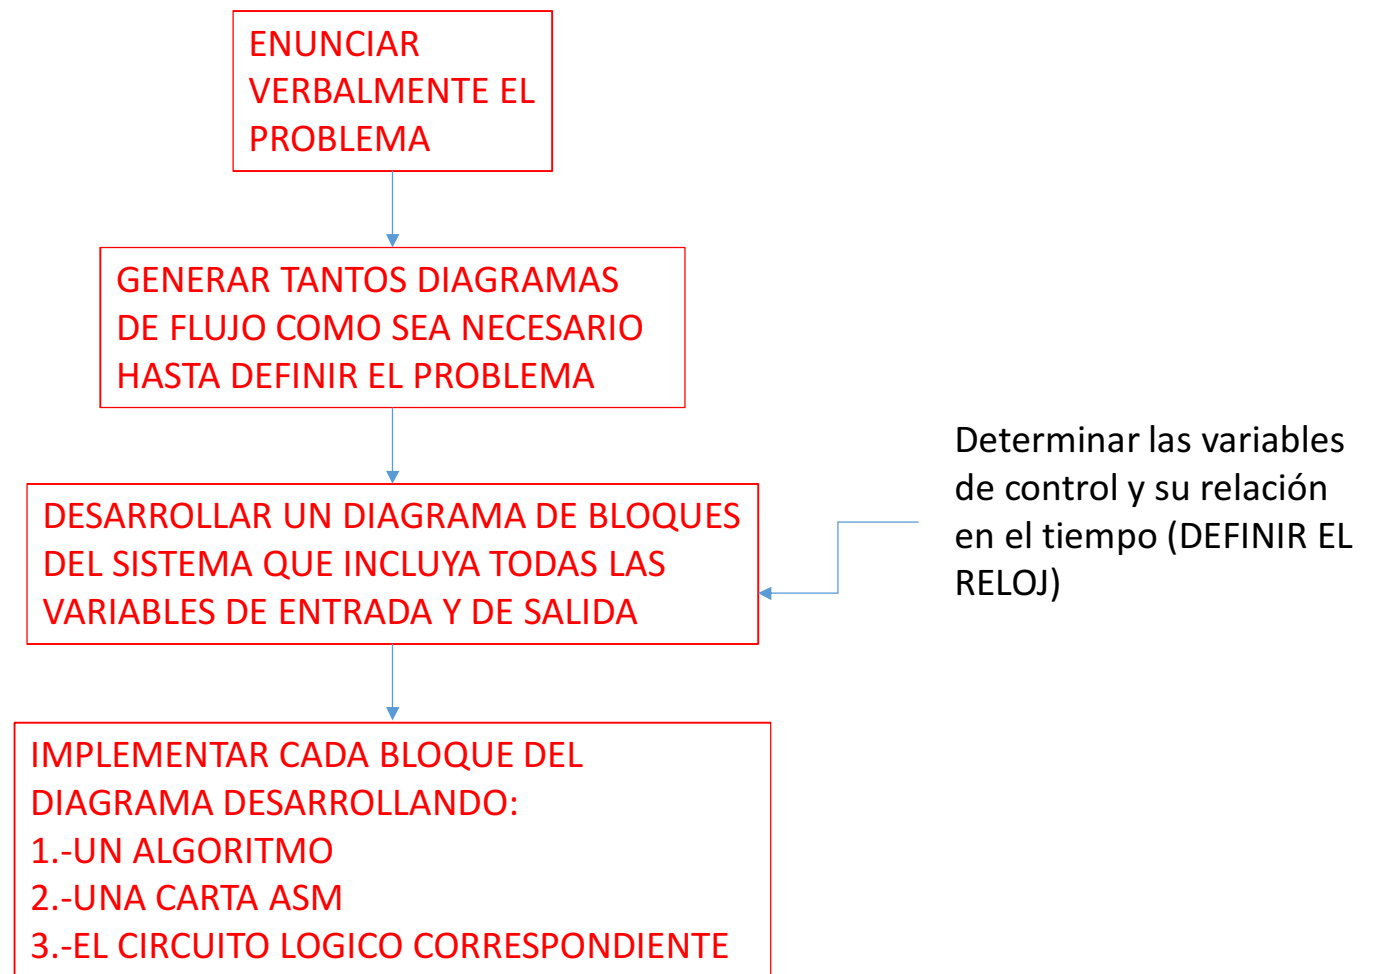 ENUNCIAR
VERBALMENTE EL
PROBLEMA
GENERAR TANTOS DIAGRAMAS
DE FLUJO COMO SEA NECESARIO
HASTA DEFINIR EL PROBLEMA
DESARROLLAR UN DIAGRAMA DE BLOQUES
DEL SISTEMA QUE INCLUYA TODAS LAS
VARIABLES DE ENTRADA Y DE SALIDA
Determinar las variables
de control y su relación
en el tiempo (DEFINIR EL
RELOJ)
IMPLEMENTAR CADA BLOQUE DEL
DIAGRAMA DESARROLLANDO:
1.-UN ALGORITMO
2.-UNA CARTA ASM
3.-EL CIRCUITO LOGICO CORRESPONDIENTE